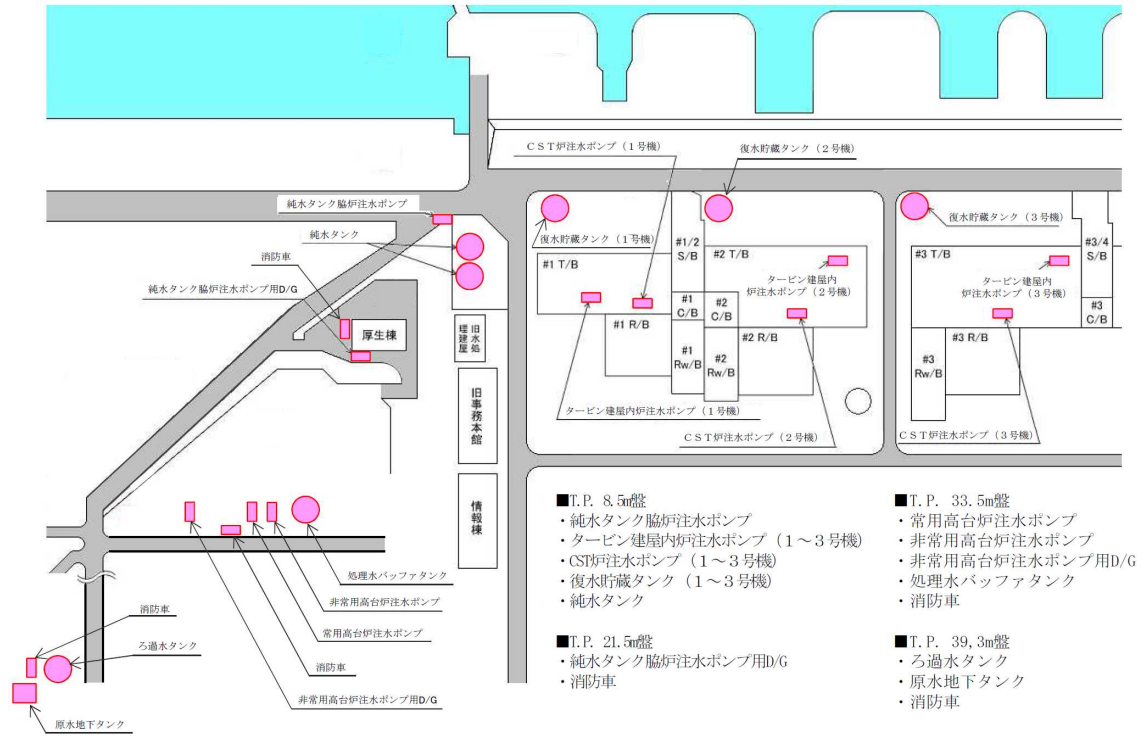 CST炉注水ポンプ（1号機）
復水貯蔵タンク（2号機）
純水タンク脇炉注水ポンプ
純水タンク
消防車
純水タンク脇炉注水ポンプ用D/G
復水貯蔵タンク（1号機）
復水貯蔵タンク（3号機）
#1/2
S/B
#1 T/B
#2 T/B
#3 T/B
#3/4
S/B
タービン建屋内
炉注水ポンプ（2号機）
タービン建屋内
炉注水ポンプ（3号機）
#1
C/B
#2
C/B
#3
C/B
厚生棟
旧水処
理建屋
#1 R/B
#1
Rw/B
#2
Rw/B
#2 R/B
#3
Rw/B
#3 R/B
旧事務本館
タービン建屋内炉注水ポンプ（1号機）
CST炉注水ポンプ（2号機）
CST炉注水ポンプ（3号機）
情報棟
処理水バッファタンク
非常用高台炉注水ポンプ
常用高台炉注水ポンプ
消防車
非常用高台炉注水ポンプ用D/G
消防車
ろ過水タンク
原水地下タンク
■T.P. 8.5m盤
・純水タンク脇炉注水ポンプ
・タービン建屋内炉注水ポンプ（1～3号機）
・CST炉注水ポンプ（1～3号機）
・復水貯蔵タンク（1～3号機）
・純水タンク
■T.P. 21.5m盤
・純水タンク脇炉注水ポンプ用D/G
・消防車
■T.P. 33.5m盤
・常用高台炉注水ポンプ
・非常用高台炉注水ポンプ
・非常用高台炉注水ポンプ用D/G
・処理水バッファタンク
・消防車
■T.P. 39,3m盤
・ろ過水タンク
・原水地下タンク
・消防車